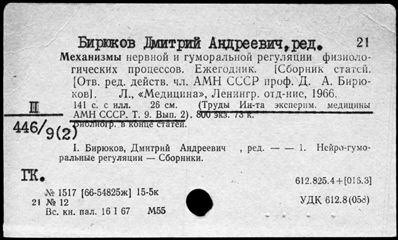 Бирюков Дмитрий Андреевич, ред. 21
Механизмы нервной и гуморальной регуляции физиоло-
гических процессов. Ежегодник. [Сборник статей.
[Отв. ред. действ. чл. АМН СССР проф. Д. А. Бирю-
ков]. Л., «Медицина», Ленингр. отд-ние, 1966.
III 141 с. с илл. 26 см. (Труды Ин-та эксперим. медицины
АМН СССР. Т. 9. Вып. 2). 800 экз. 73 к.
446/9(2) Библиогр. в конце статей.
I. Бирюков, Дмитрий Андреевич, ред. — — 1. Нейро-гумо-
ральные регуляции — Сборники.
ГК.
№ 1517 [66-54825ж] 15-5к 612.825.4+[016.3]
21 № 12 УДК 612.8(058)
Вс. кн. пал. 16 I 67 М55